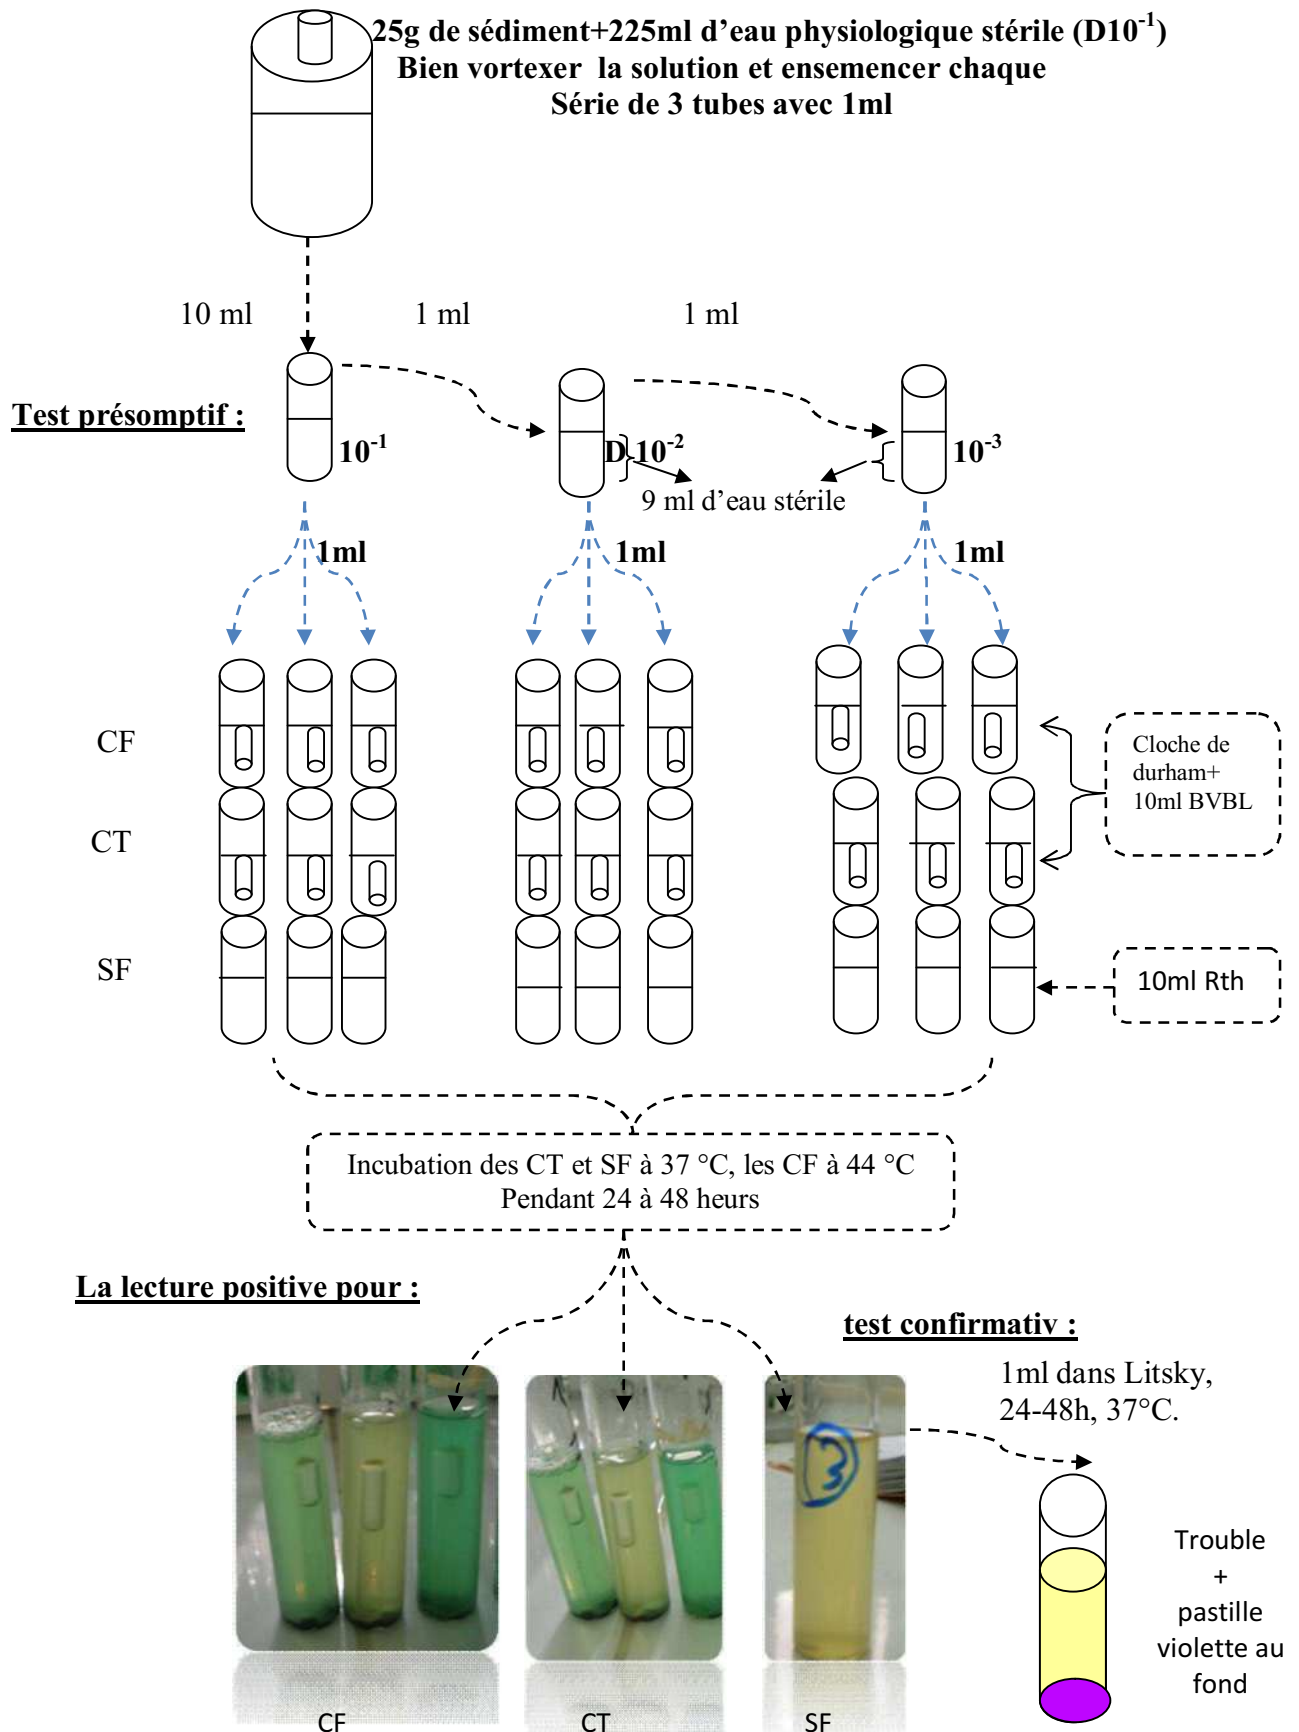 25g de sédiment+225ml d'eau physiologique stérile (D10⁻¹)
Bien vortexer la solution et ensemencer chaque
Série de 3 tubes avec 1ml
10 ml
1 ml
1 ml
Test présomptif :
10⁻¹
D 10⁻²
10⁻³
9 ml d'eau stérile
1ml
1ml
1ml
CF
Cloche de
durham+
10ml BVBL
CT
SF
10ml Rth
Incubation des CT et SF à 37 °C, les CF à 44 °C
Pendant 24 à 48 heurs
La lecture positive pour :
test confirmativ :
1ml dans Litsky,
24-48h, 37°C.
3
Trouble
+
pastille
violette au
fond
CF
CT
SF